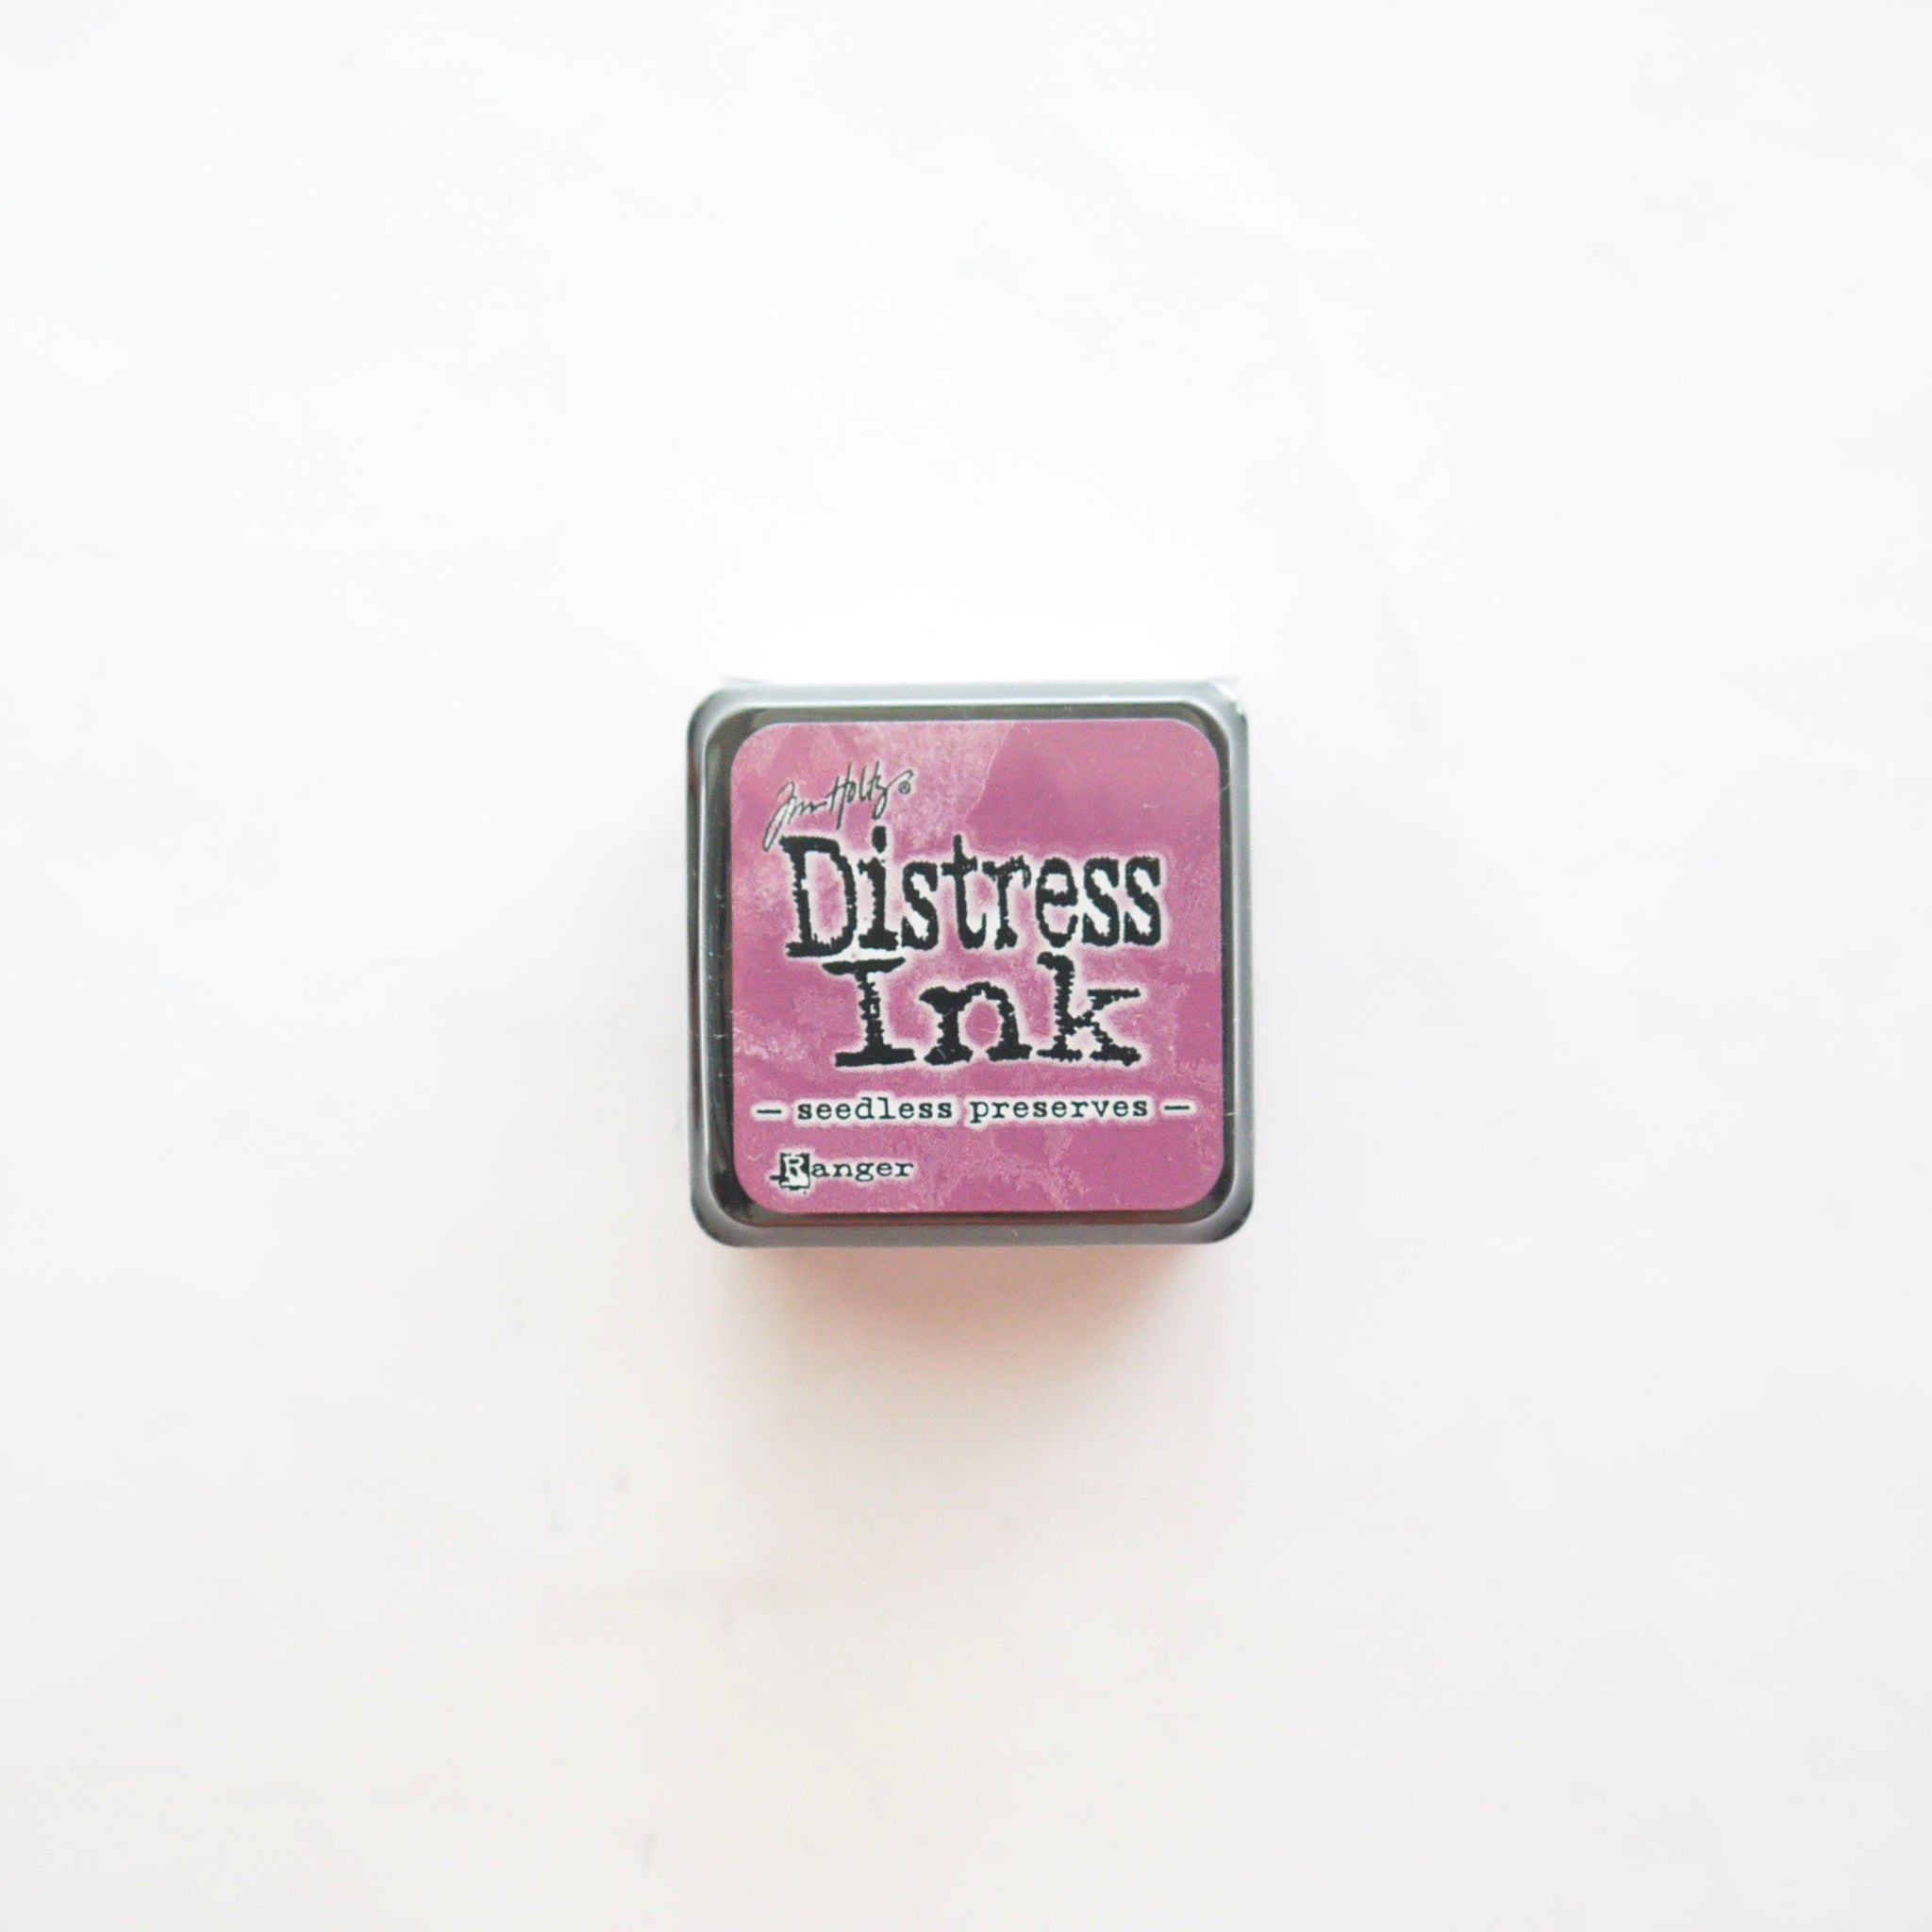 Tim Holtz®
Distress
Ink
— seedless preserves —
Ranger